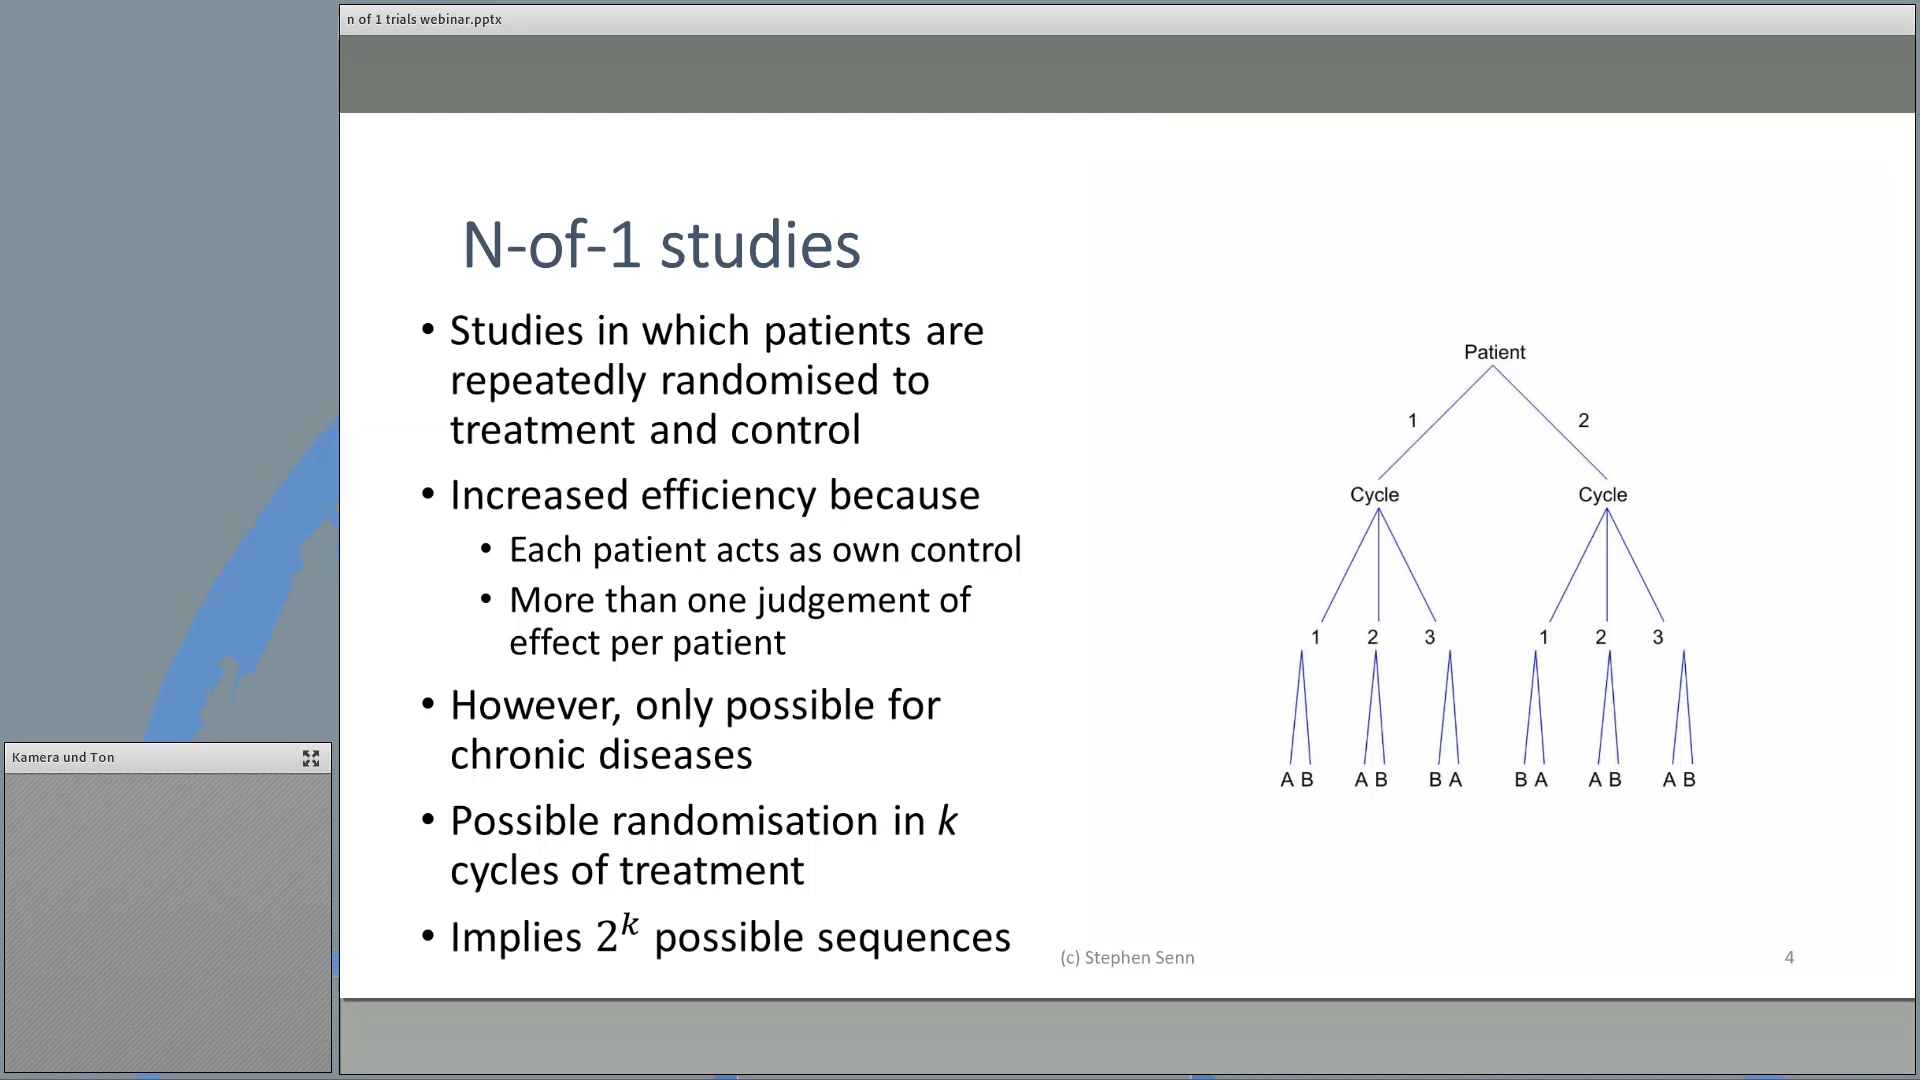 n of 1 trials webinar.pptx
N-of-1 studies
• Studies in which patients are
repeatedly randomised to
treatment and control
• Increased efficiency because
• Each patient acts as own control
• More than one judgement of
effect per patient
• However, only possible for
chronic diseases
• Possible randomisation in k
cycles of treatment
• Implies 2^k possible sequences
Patient
1 2
Cycle Cycle
1 2 3 1 2 3
A B A B B A B A A B A B
(c) Stephen Senn
4
Kamera und Ton